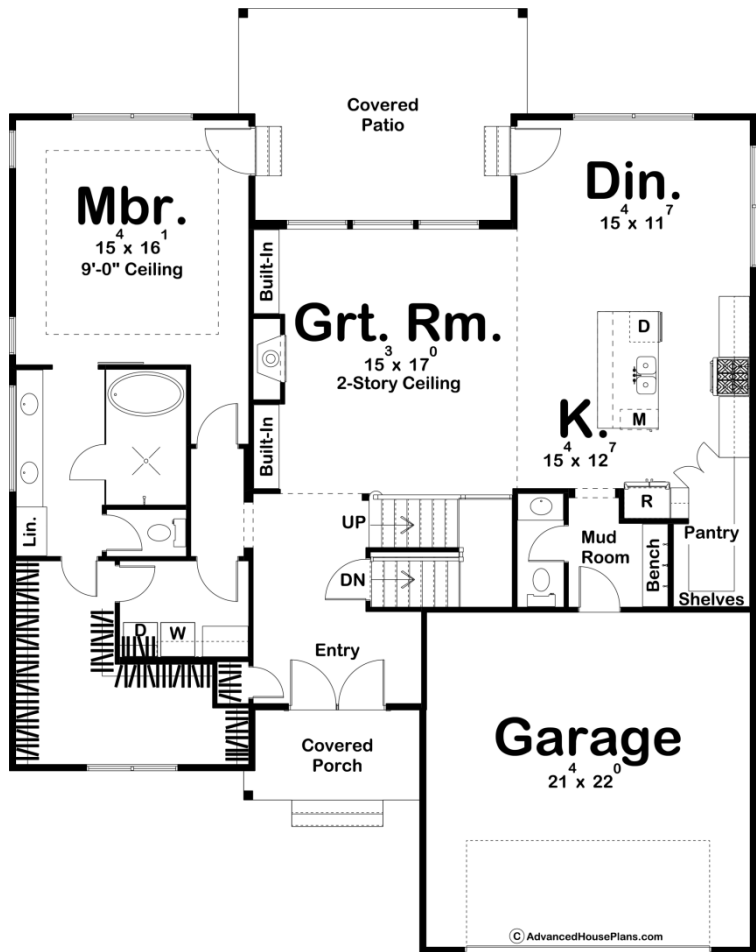 Covered
Patio
Mbr.
15⁴ x 16¹
9'-0" Ceiling
Din.
15⁴ x 11⁷
Built-In
Grt. Rm.
15³ x 17⁰
2-Story Ceiling
D
M
K.
15⁴ x 12⁷
Built-In
R
Lin.
UP
DN
Mud
Room
Bench
Pantry
Shelves
D
W
Entry
Covered
Porch
Garage
21⁴ x 22⁰
© AdvancedHousePlans.com